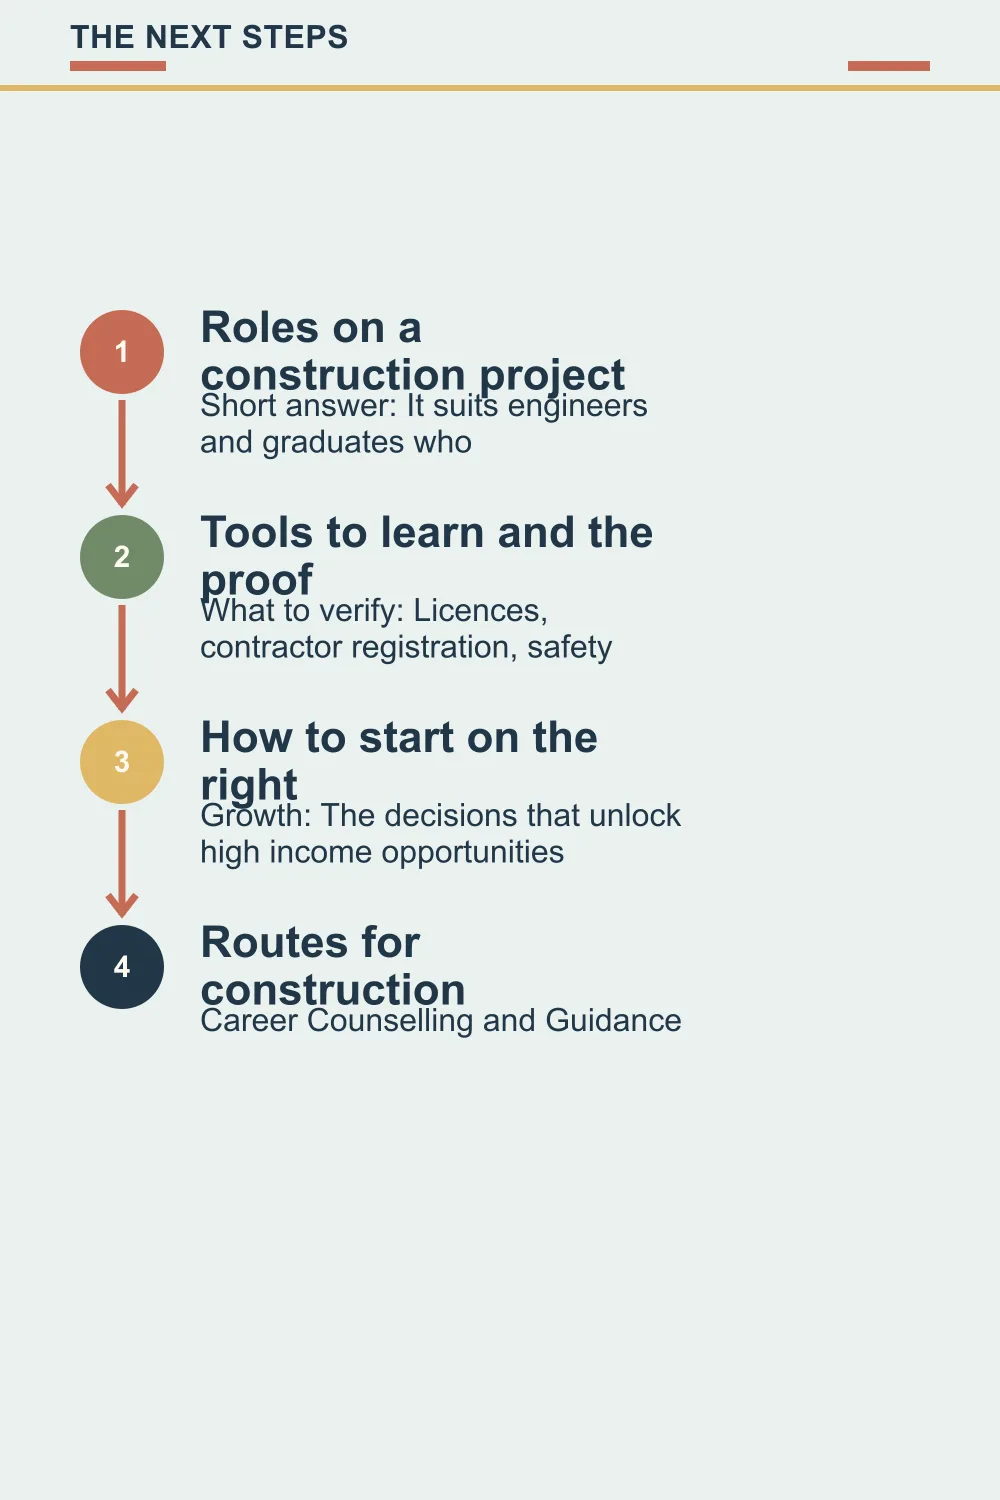 THE NEXT STEPS
1
Roles on a
construction project
Short answer: It suits engineers
and graduates who
2
Tools to learn and the
proof
What to verify: Licences,
contractor registration, safety
3
How to start on the
right
Growth: The decisions that unlock
high income opportunities
4
Routes for
construction
Career Counselling and Guidance